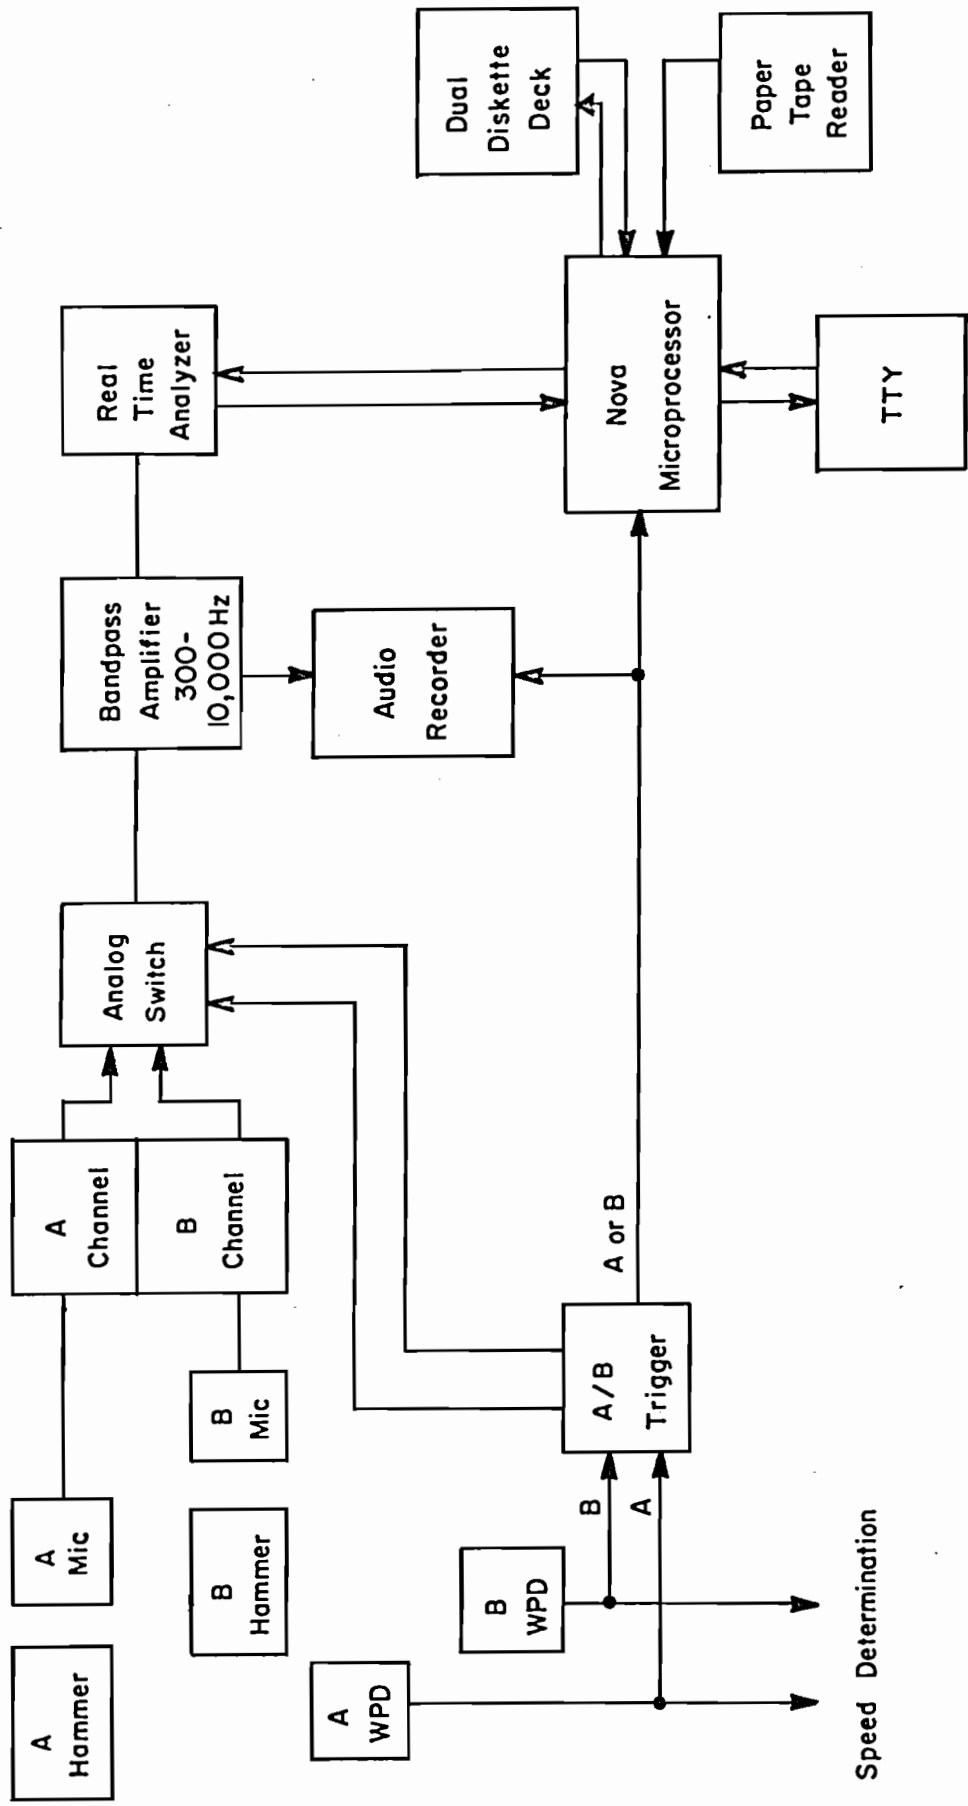 A
Hammer
A
Mic
A
Channel
B
Channel
Analog
Switch
Bandpass
Amplifier
300-
10,000 Hz
Real
Time
Analyzer
B
Hammer
B
Mic
Audio
Recorder
Dual
Diskette
Deck
A
WPD
B
WPD
B
A
A/B
Trigger
A or B
Nova
Microprocessor
Paper
Tape
Reader
TTY
Speed Determination